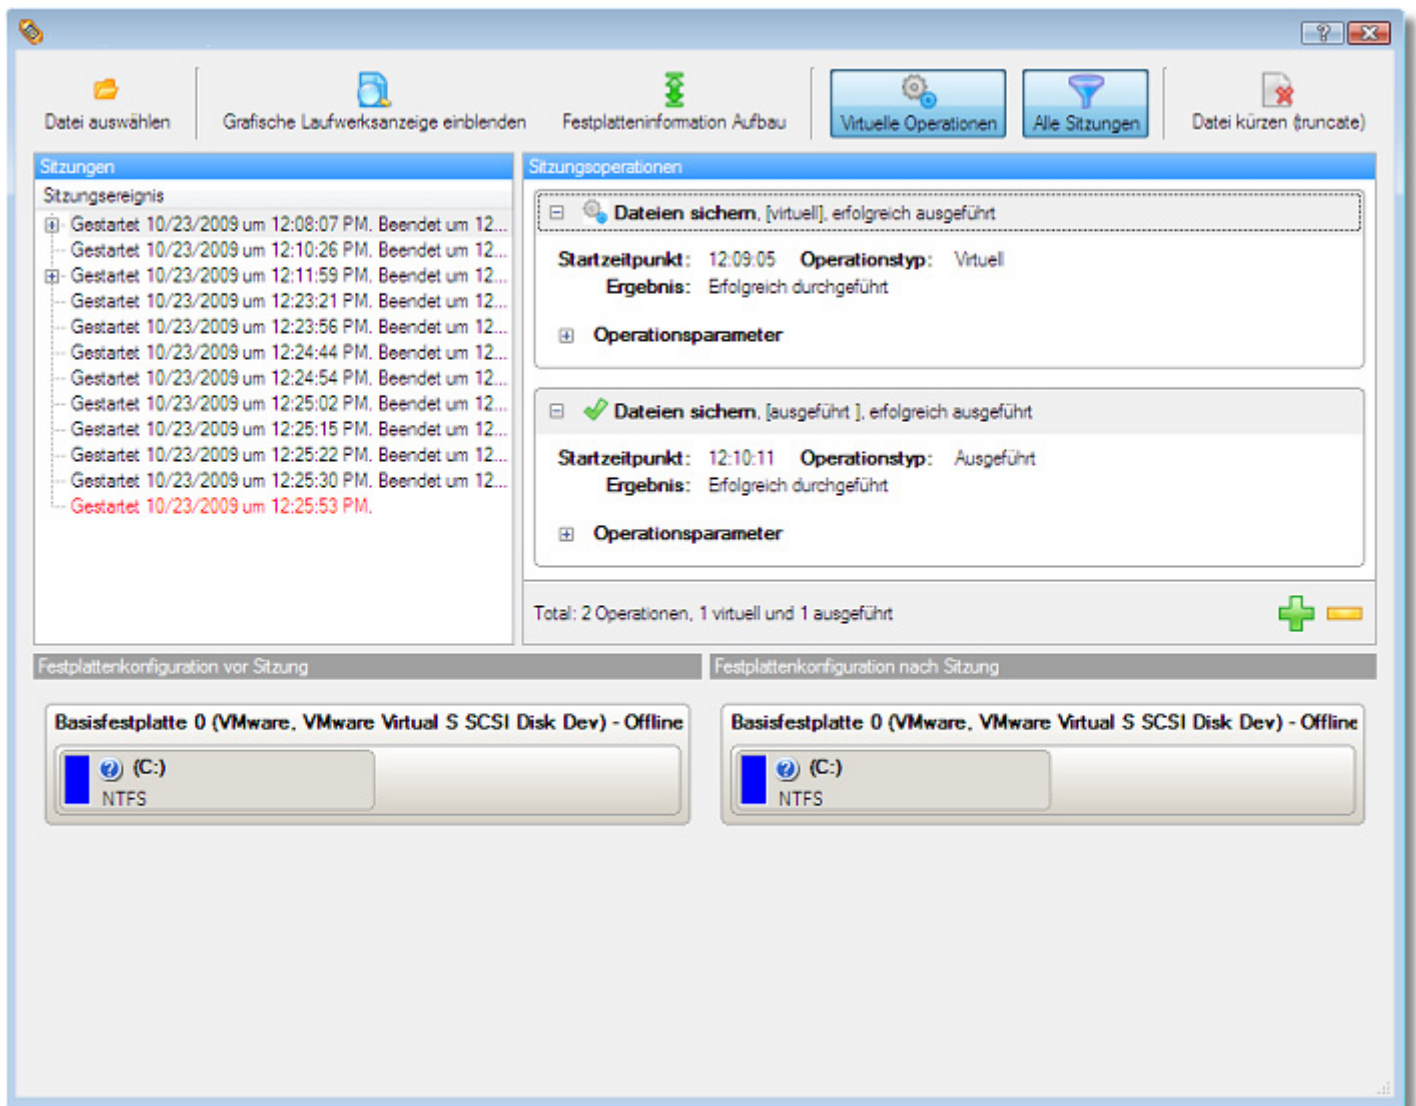 Datei auswählen
Grafische Laufwerksanzeige einblenden
Festplatteninformation Aufbau
Virtuelle Operationen
Alle Sitzungen
Datei kürzen (truncate)
Sitzungen
Sitzungsereignis
Gestartet 10/23/2009 um 12:08:07 PM. Beendet um 12...
Gestartet 10/23/2009 um 12:10:26 PM. Beendet um 12...
Gestartet 10/23/2009 um 12:11:59 PM. Beendet um 12...
Gestartet 10/23/2009 um 12:23:21 PM. Beendet um 12...
Gestartet 10/23/2009 um 12:23:56 PM. Beendet um 12...
Gestartet 10/23/2009 um 12:24:44 PM. Beendet um 12...
Gestartet 10/23/2009 um 12:24:54 PM. Beendet um 12...
Gestartet 10/23/2009 um 12:25:02 PM. Beendet um 12...
Gestartet 10/23/2009 um 12:25:15 PM. Beendet um 12...
Gestartet 10/23/2009 um 12:25:22 PM. Beendet um 12...
Gestartet 10/23/2009 um 12:25:30 PM. Beendet um 12...
Gestartet 10/23/2009 um 12:25:53 PM.
Sitzungsoperationen
Dateien sichern, [virtuell], erfolgreich ausgeführt
Startzeitpunkt: 12:09:05 Operationstyp: Virtuell
Ergebnis: Erfolgreich durchgeführt
Operationsparameter
Dateien sichern, [ausgeführt ], erfolgreich ausgeführt
Startzeitpunkt: 12:10:11 Operationstyp: Ausgeführt
Ergebnis: Erfolgreich durchgeführt
Operationsparameter
Total: 2 Operationen, 1 virtuell und 1 ausgeführt
Festplattenkonfiguration vor Sitzung
Basisfestplatte 0 (VMware, VMware Virtual S SCSI Disk Dev) - Offline
(C:)
NTFS
Festplattenkonfiguration nach Sitzung
Basisfestplatte 0 (VMware, VMware Virtual S SCSI Disk Dev) - Offline
(C:)
NTFS